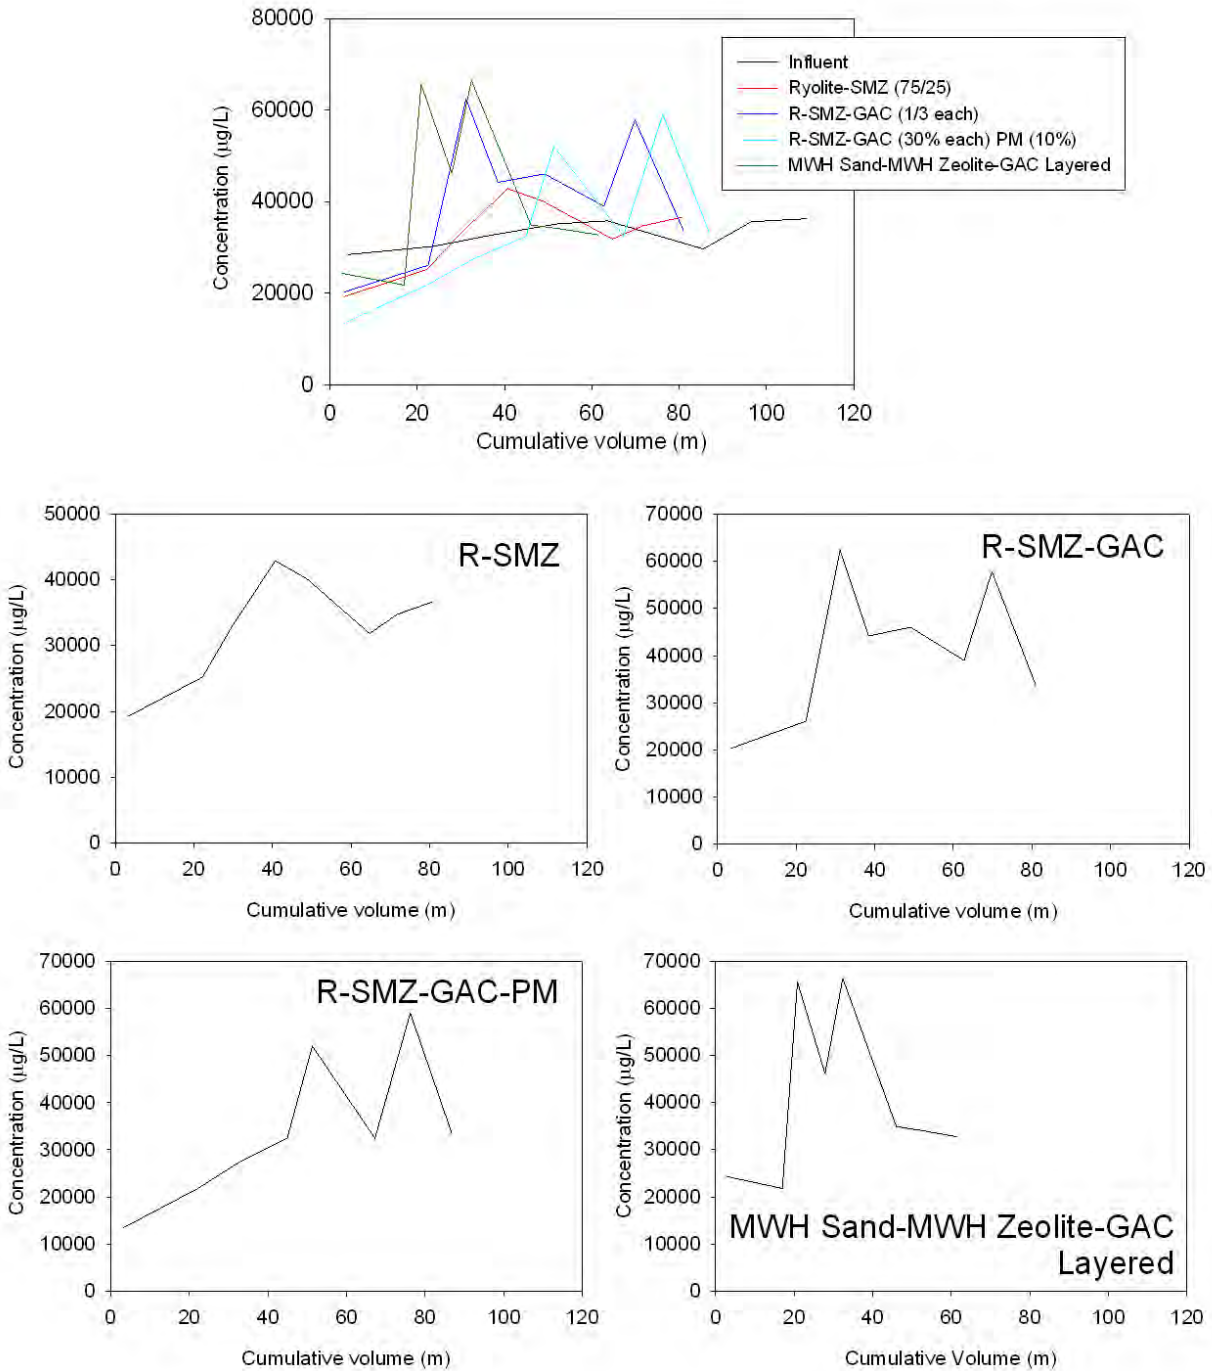 80000
60000
40000
20000
0
Concentration (μg/L)
0 20 40 60 80 100 120
Cumulative volume (m)
Influent
Ryolite-SMZ (75/25)
R-SMZ-GAC (1/3 each)
R-SMZ-GAC (30% each) PM (10%)
MWH Sand-MWH Zeolite-GAC Layered
50000
40000
30000
20000
10000
0
Concentration (μg/L)
R-SMZ
0 20 40 60 80 100 120
Cumulative volume (m)
70000
60000
50000
40000
30000
20000
10000
0
Concentration (μg/L)
R-SMZ-GAC
0 20 40 60 80 100 120
Cumulative volume (m)
70000
60000
50000
40000
30000
20000
10000
0
Concentration (μg/L)
R-SMZ-GAC-PM
0 20 40 60 80 100 120
Cumulative volume (m)
70000
60000
50000
40000
30000
20000
10000
0
Concentration (μg/L)
MWH Sand-MWH Zeolite-GAC
Layered
0 20 40 60 80 100 120
Cumulative Volume (m)